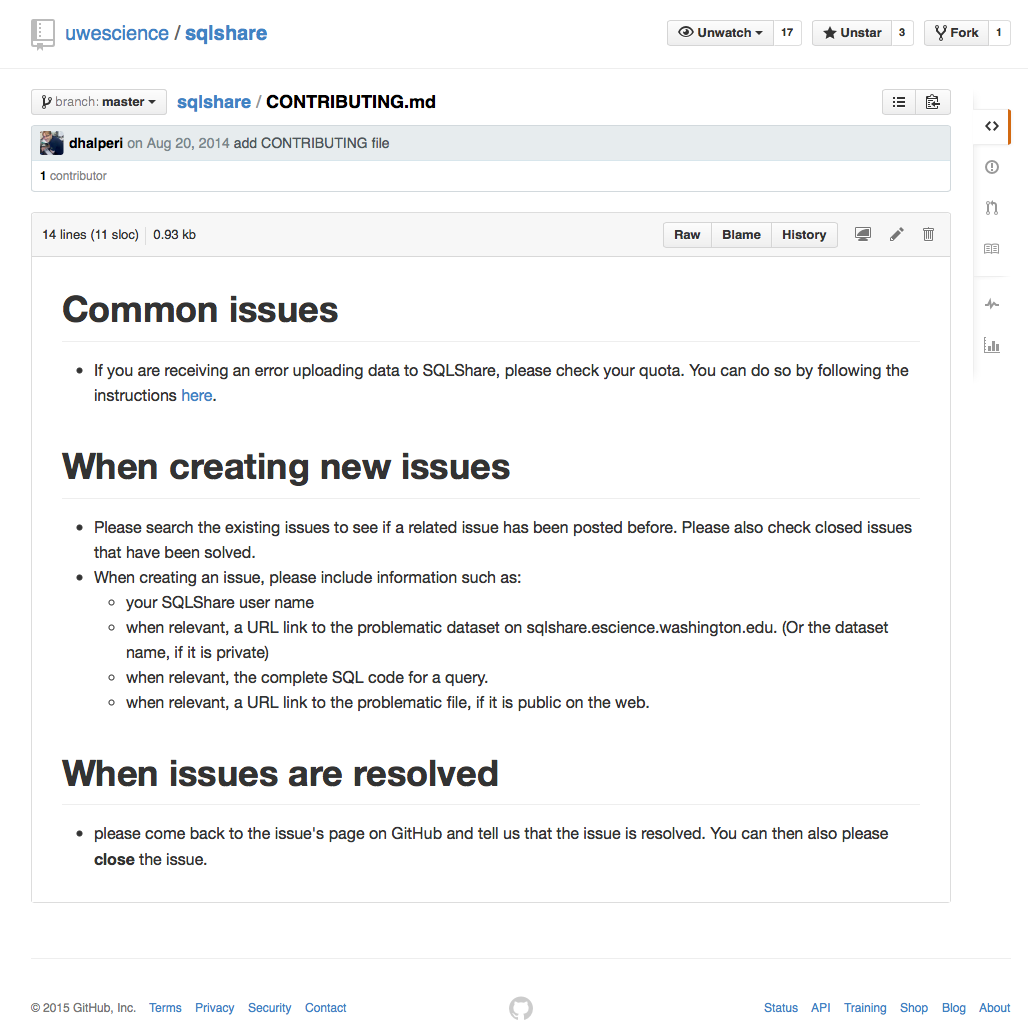 uwescience / sqlshare
Unwatch 17 Unstar 3 Fork 1
branch: master sqlshare / CONTRIBUTING.md
dhalperi on Aug 20, 2014 add CONTRIBUTING file
1 contributor
14 lines (11 sloc) 0.93 kb Raw Blame History
Common issues
• If you are receiving an error uploading data to SQLShare, please check your quota. You can do so by following the
instructions here.
When creating new issues
• Please search the existing issues to see if a related issue has been posted before. Please also check closed issues
that have been solved.
• When creating an issue, please include information such as:
◦ your SQLShare user name
◦ when relevant, a URL link to the problematic dataset on sqlshare.escience.washington.edu. (Or the dataset
name, if it is private)
◦ when relevant, the complete SQL code for a query.
◦ when relevant, a URL link to the problematic file, if it is public on the web.
When issues are resolved
• please come back to the issue's page on GitHub and tell us that the issue is resolved. You can then also please
close the issue.
© 2015 GitHub, Inc. Terms Privacy Security Contact Status API Training Shop Blog About